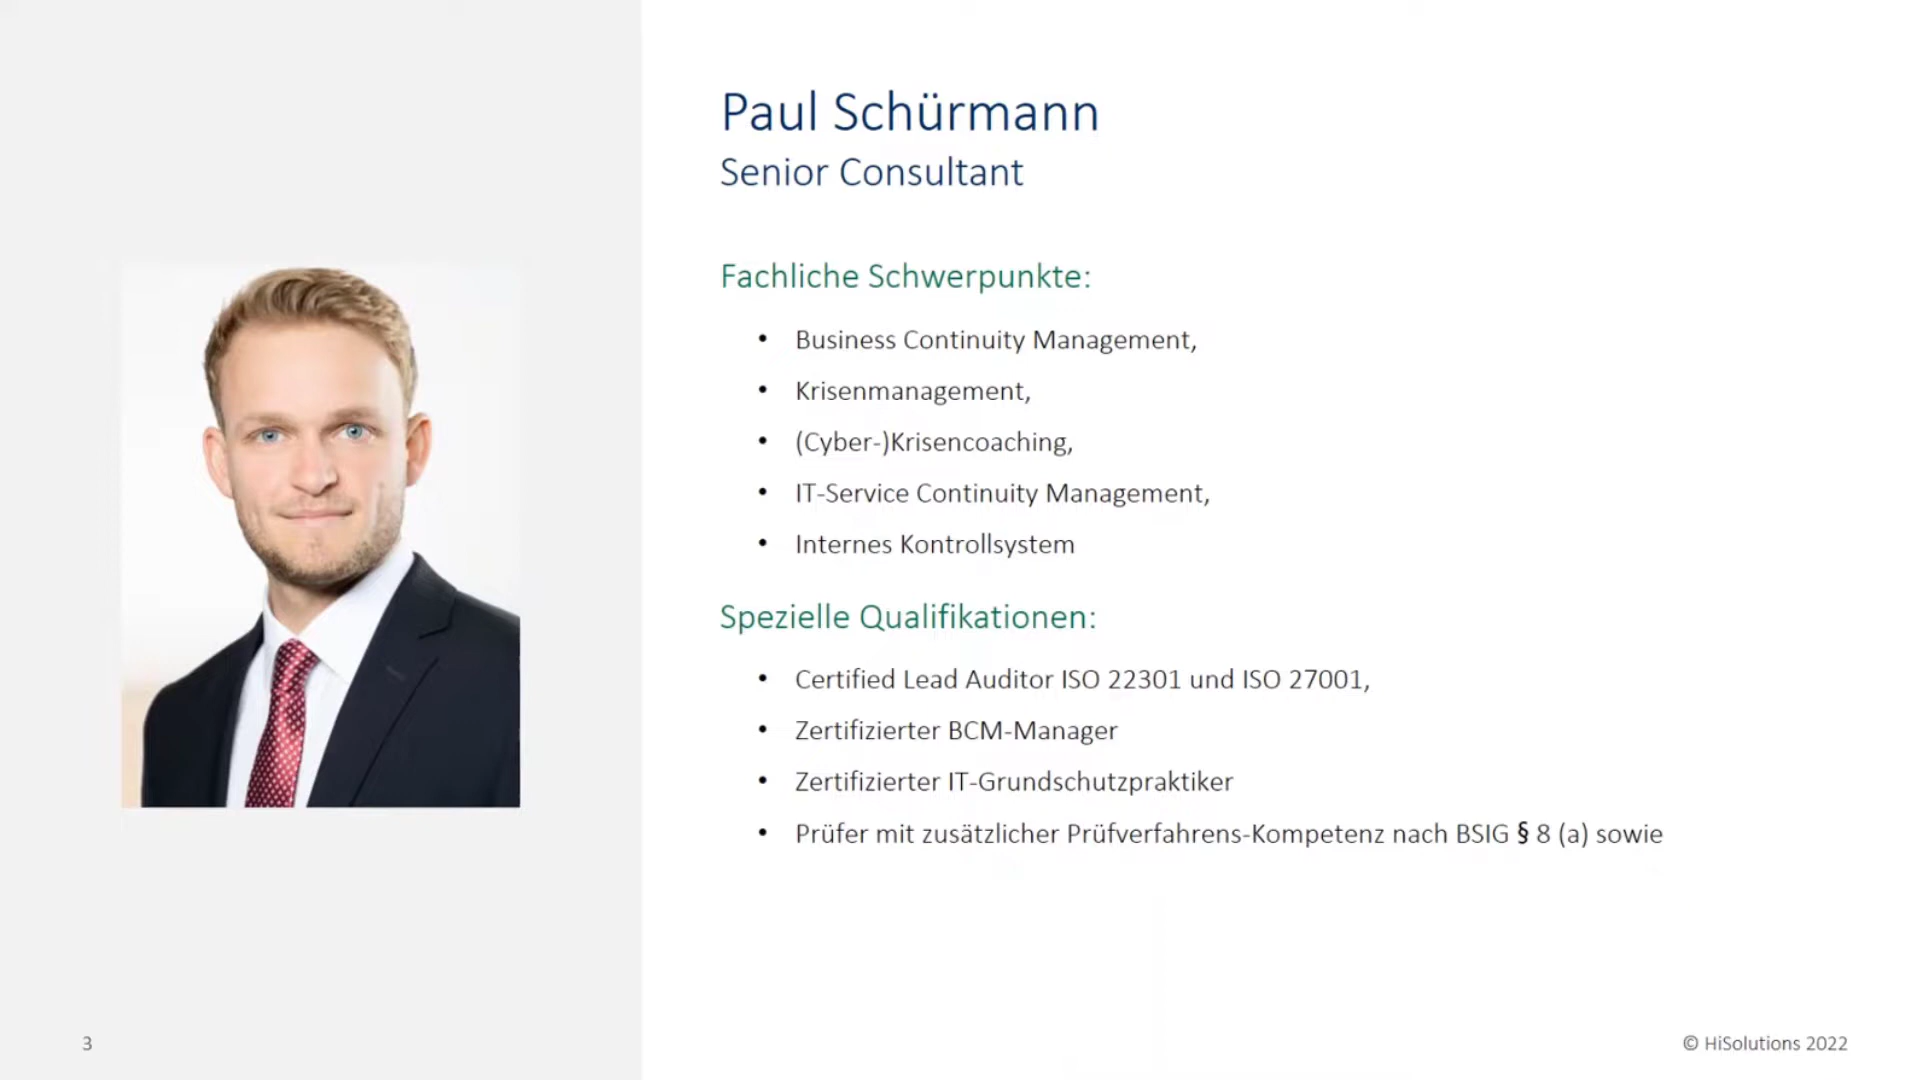 Paul Schürmann
Senior Consultant
Fachliche Schwerpunkte:
• Business Continuity Management,
• Krisenmanagement,
• (Cyber-)Krisencoaching,
• IT-Service Continuity Management,
• Internes Kontrollsystem
Spezielle Qualifikationen:
• Certified Lead Auditor ISO 22301 und ISO 27001,
• Zertifizierter BCM-Manager
• Zertifizierter IT-Grundschutzpraktiker
• Prüfer mit zusätzlicher Prüfverfahrens-Kompetenz nach BSIG § 8 (a) sowie
3
© HiSolutions 2022